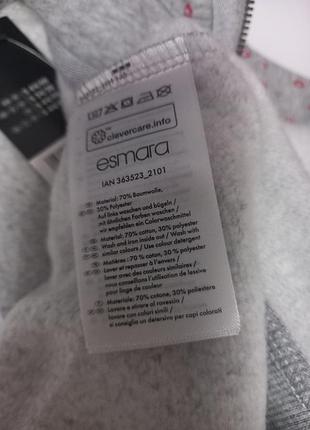 clevercare.info
esmara
IAN 363523_2101
Material: 70% Baumwolle,
30% Polyester
Auf links waschen und bügeln /
mit ähnlichen Farben waschen /
wir empfehlen ein Colorwaschmittel
Material: 70% cotton, 30% polyester
Wash and iron inside out / Wash with
similar colours / Use colour detergent
Matières : 70 % coton, 30 % polyester
Laver et repasser à l'envers /
laver avec des couleurs similaires /
nous conseillons l'utilisation de lessive
pour linge de couleur
Materiale: 70% cotone, 30% poliestere
Lavare e stirare al rovescio /
lavare con colori simili /
si consiglia un detersivo per capi colorati